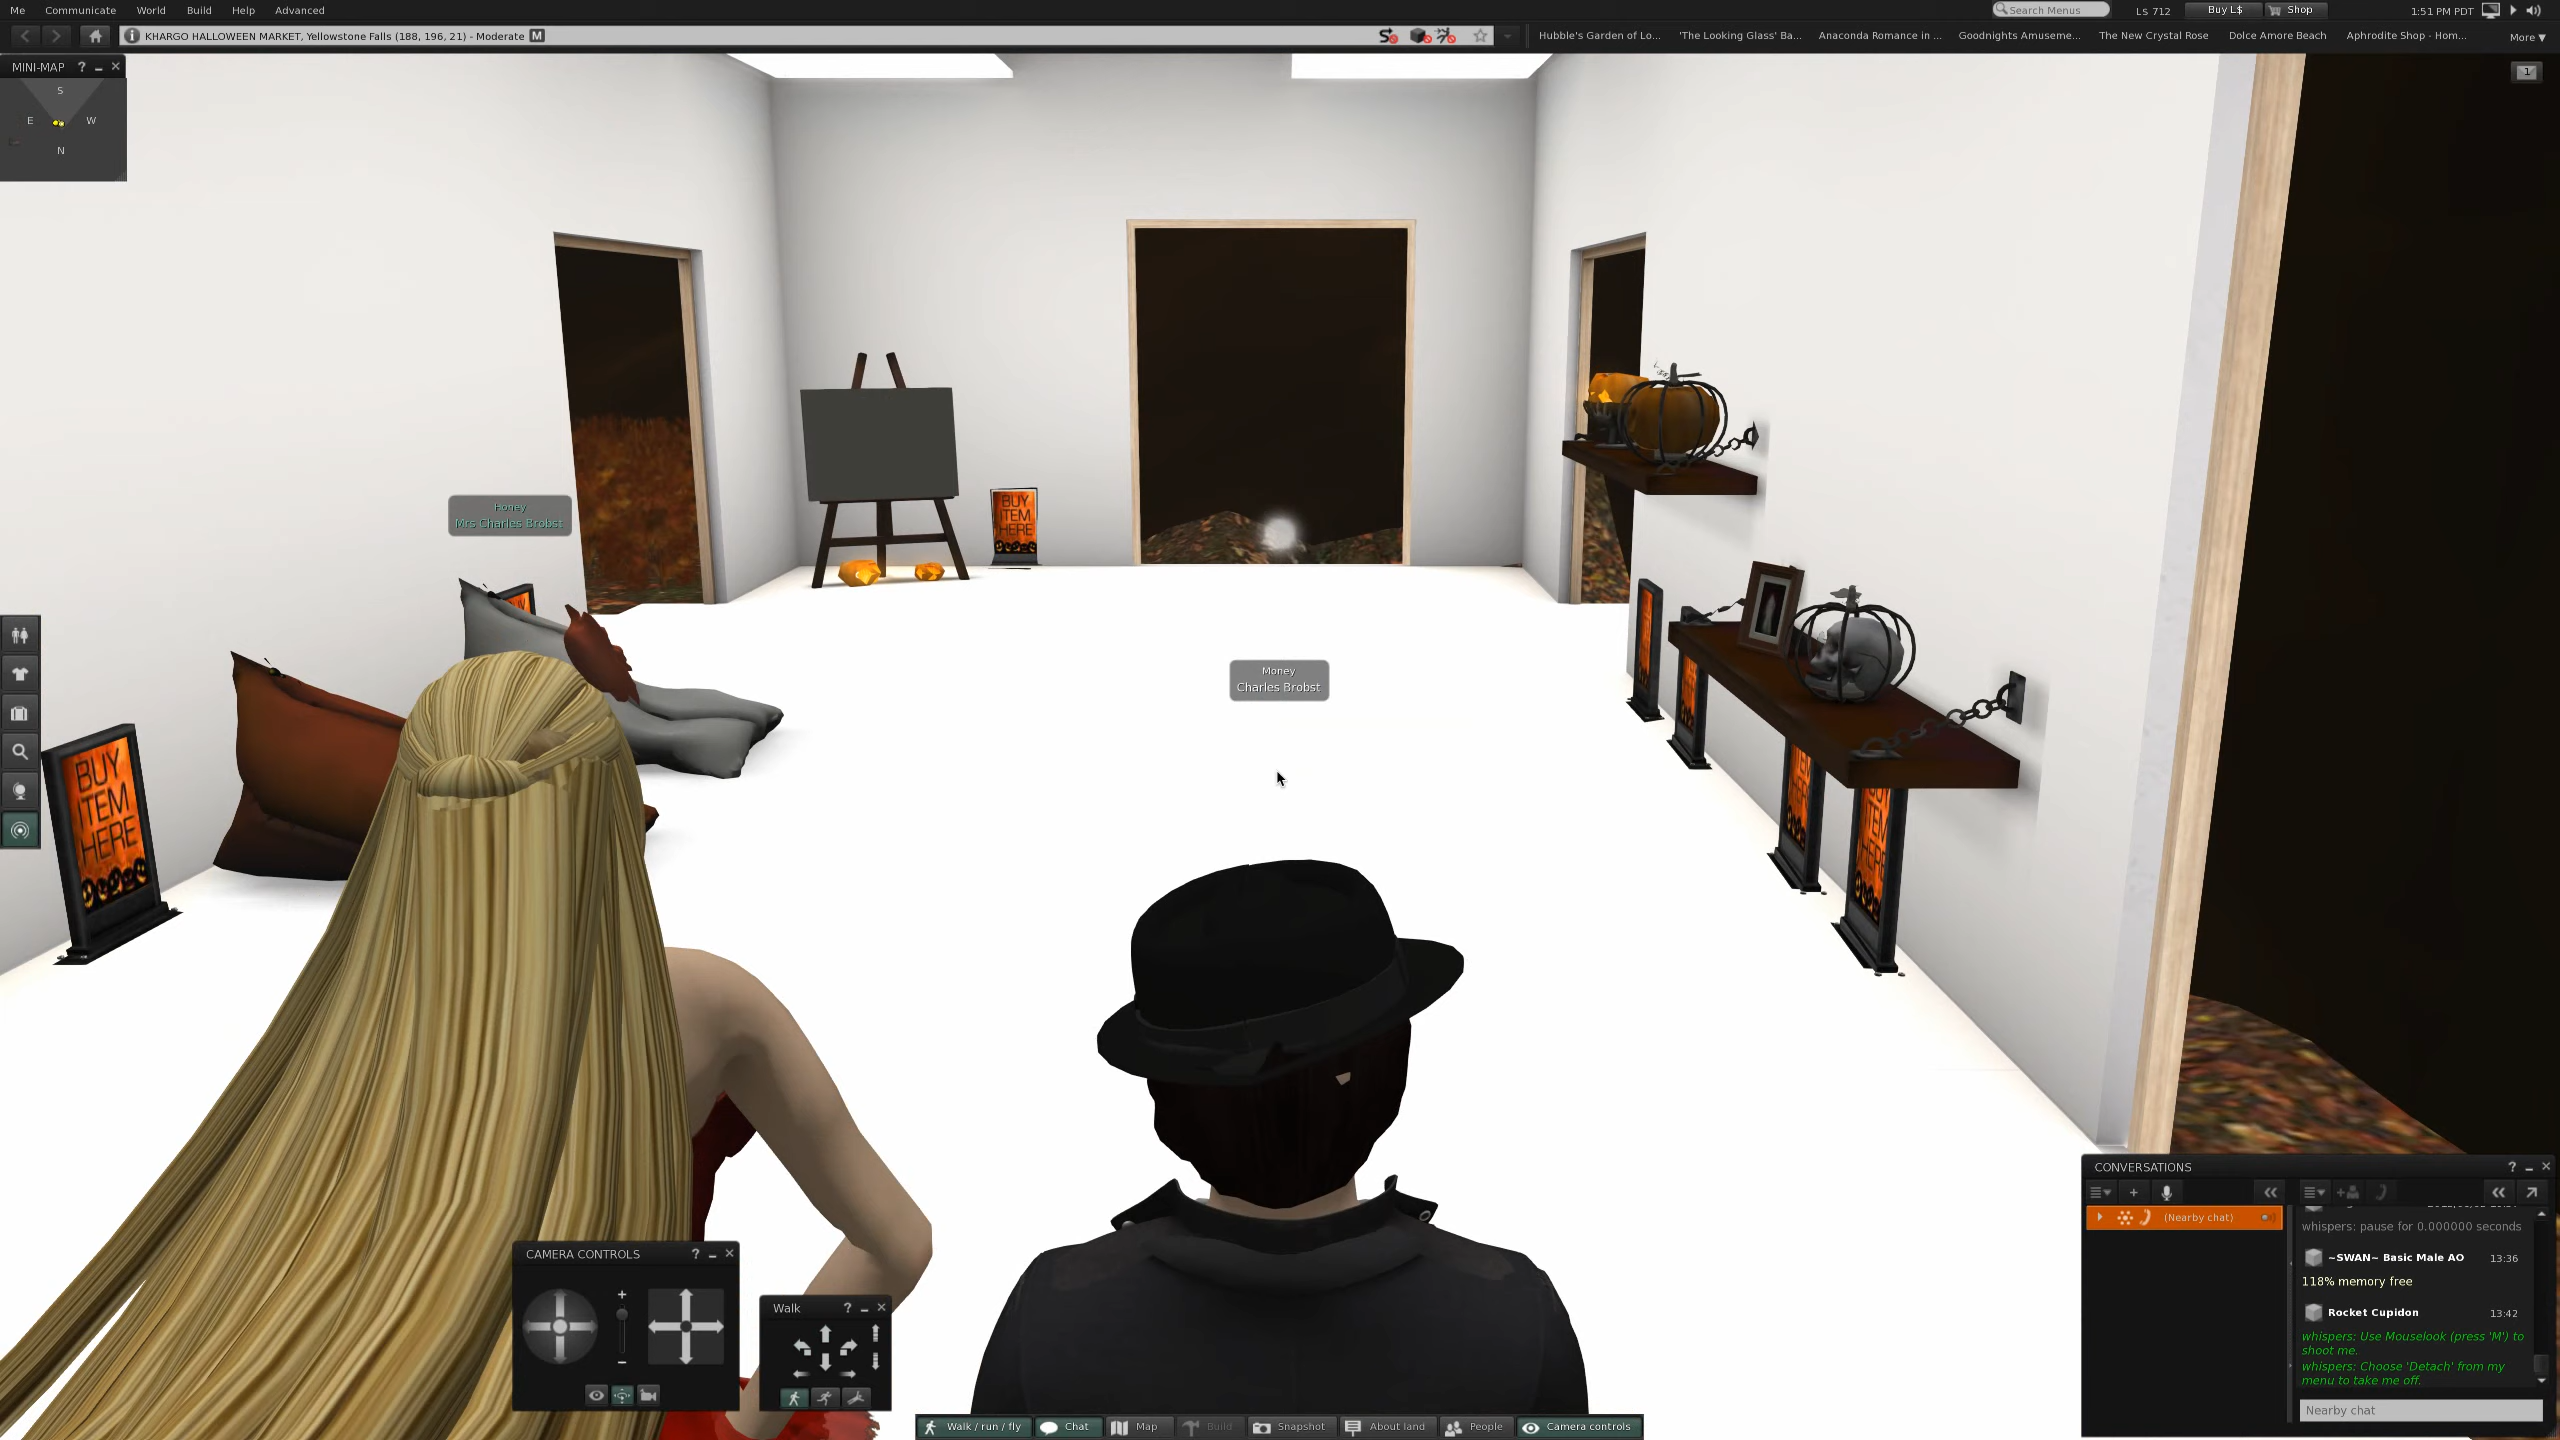 Me Communicate World Build Help Advanced
Search Menus
L$ 712
Buy L$
Shop
1:51 PM PDT
KHARGO HALLOWEEN MARKET, Yellowstone Falls (188, 196, 21) - Moderate M
Hubble's Garden of Lo... 'The Looking Glass' Ba... Anaconda Romance in ... Goodnights Amuseme... The New Crystal Rose Dolce Amore Beach Aphrodite Shop - Hom... More ▼
MINI-MAP ?
S
E W
N
1
Honey
Mrs Charles Brobst
BUY
ITEM
HERE
Money
Charles Brobst
BUY
ITEM
HERE
CONVERSATIONS ?
(Nearby chat)
whispers: pause for 0.000000 seconds
~SWAN~ Basic Male AO 13:36
118% memory free
Rocket Cupidon 13:42
whispers: Use Mouselook (press 'M') to
shoot me.
whispers: Choose 'Detach' from my
menu to take me off.
Nearby chat
CAMERA CONTROLS ?
Walk ?
Walk / run / fly Chat Map Build Snapshot About land People Camera controls